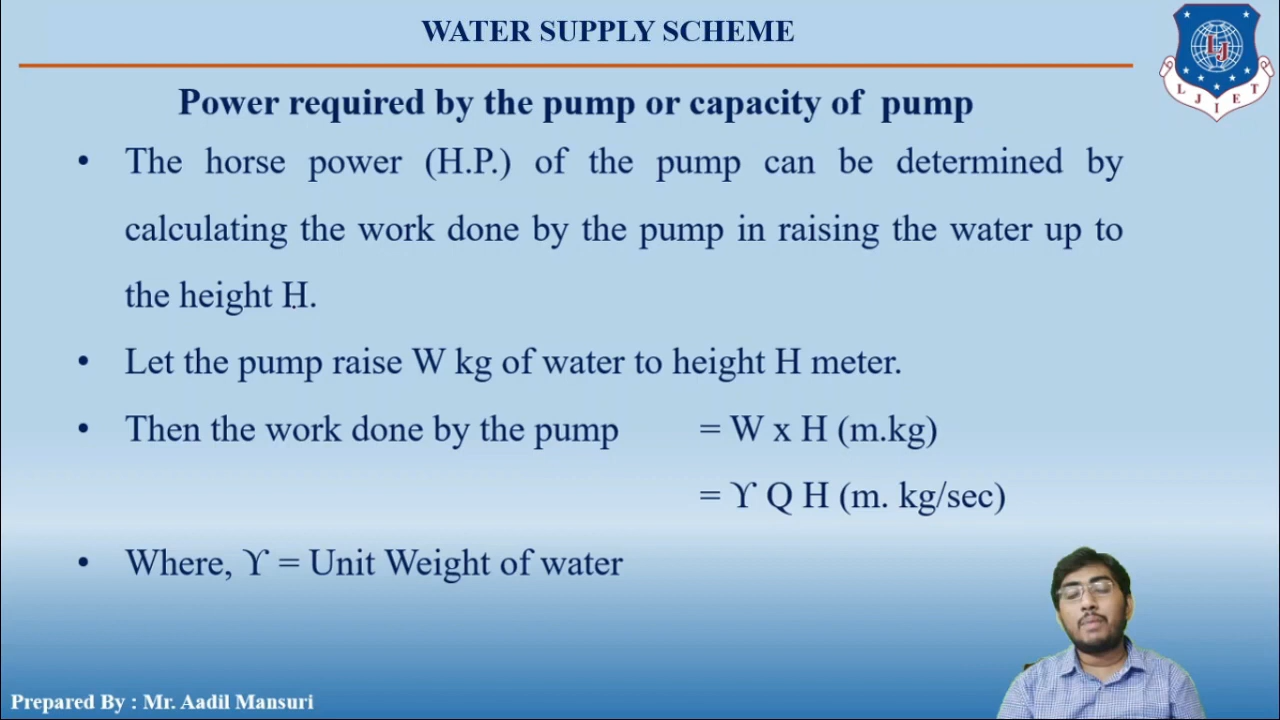 WATER SUPPLY SCHEME
Power required by the pump or capacity of pump
• The horse power (H.P.) of the pump can be determined by
calculating the work done by the pump in raising the water up to
the height H.
• Let the pump raise W kg of water to height H meter.
• Then the work done by the pump = W x H (m.kg)
= ϒ Q H (m. kg/sec)
• Where, ϒ = Unit Weight of water
Prepared By : Mr. Aadil Mansuri
LJ
L J I E T